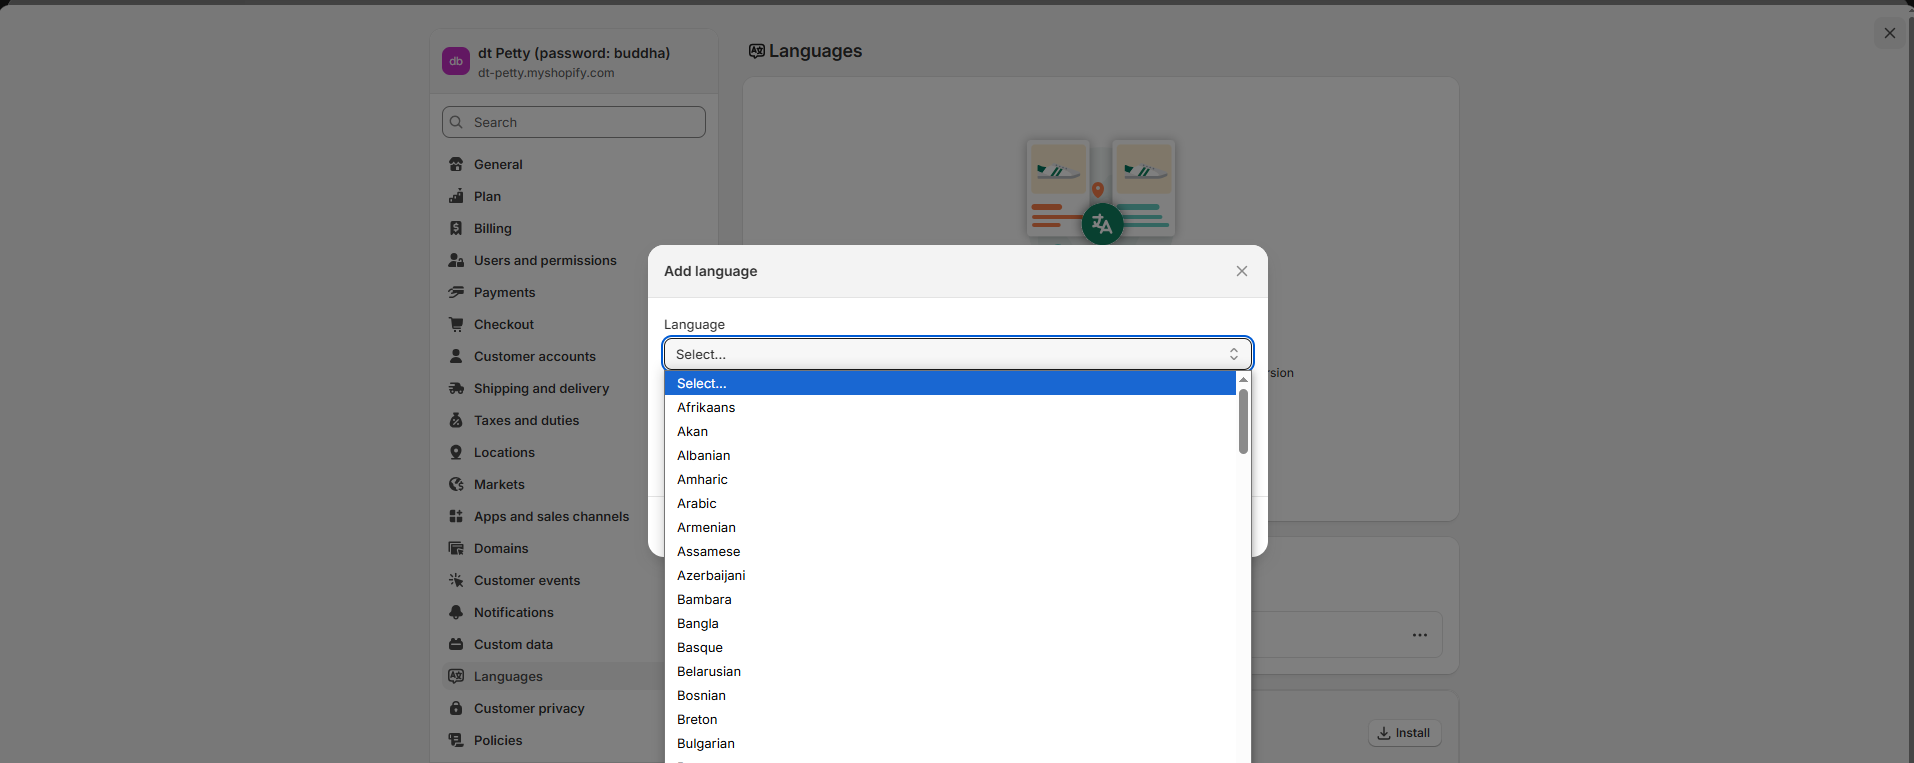 db
dt Petty (password: buddha)
dt-petty.myshopify.com
Search
General
Plan
Billing
Users and permissions
Payments
Checkout
Customer accounts
Shipping and delivery
Taxes and duties
Locations
Markets
Apps and sales channels
Domains
Customer events
Notifications
Custom data
Languages
Customer privacy
Policies
Languages
Add language
Language
Select...
Select...
Afrikaans
Akan
Albanian
Amharic
Arabic
Armenian
Assamese
Azerbaijani
Bambara
Bangla
Basque
Belarusian
Bosnian
Breton
Bulgarian
Install